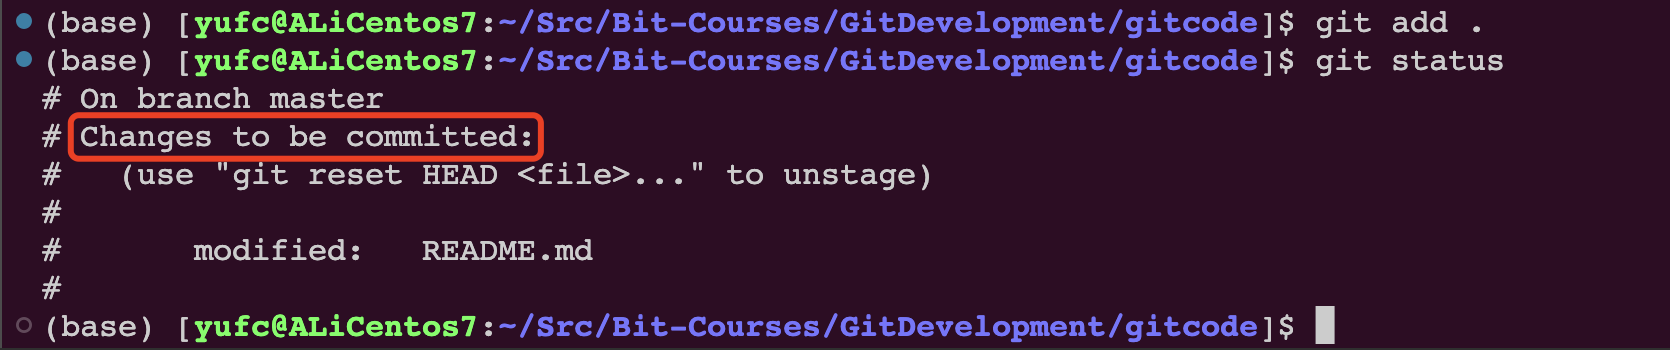 (base) [yufc@ALiCentos7:~/Src/Bit-Courses/GitDevelopment/gitcode]$ git add .
(base) [yufc@ALiCentos7:~/Src/Bit-Courses/GitDevelopment/gitcode]$ git status
# On branch master
# Changes to be committed:
#   (use "git reset HEAD <file>..." to unstage)
#
#       modified:   README.md
#
(base) [yufc@ALiCentos7:~/Src/Bit-Courses/GitDevelopment/gitcode]$